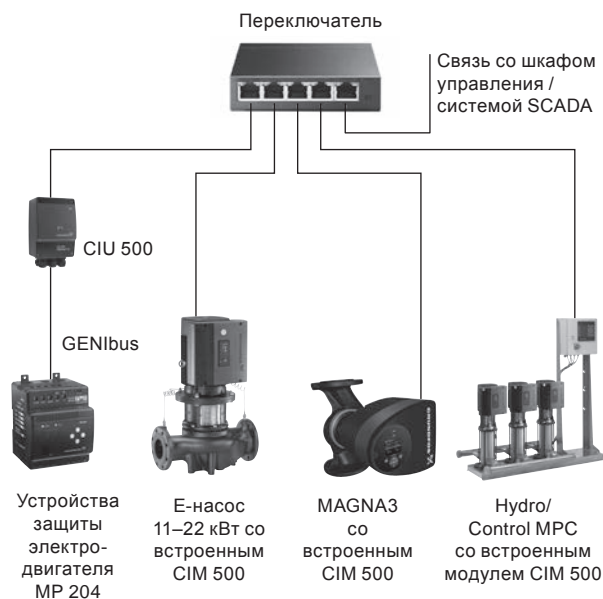 Переключатель
Связь со шкафом
управления /
системой SCADA
CIU 500
GENIbus
Устройства
защиты
электро-
двигателя
MP 204
Е-насос
11–22 кВт со
встроенным
CIM 500
MAGNA3
со
встроенным
CIM 500
Hydro/
Control MPC
со встроенным
модулем CIM 500
GRUNDFOS